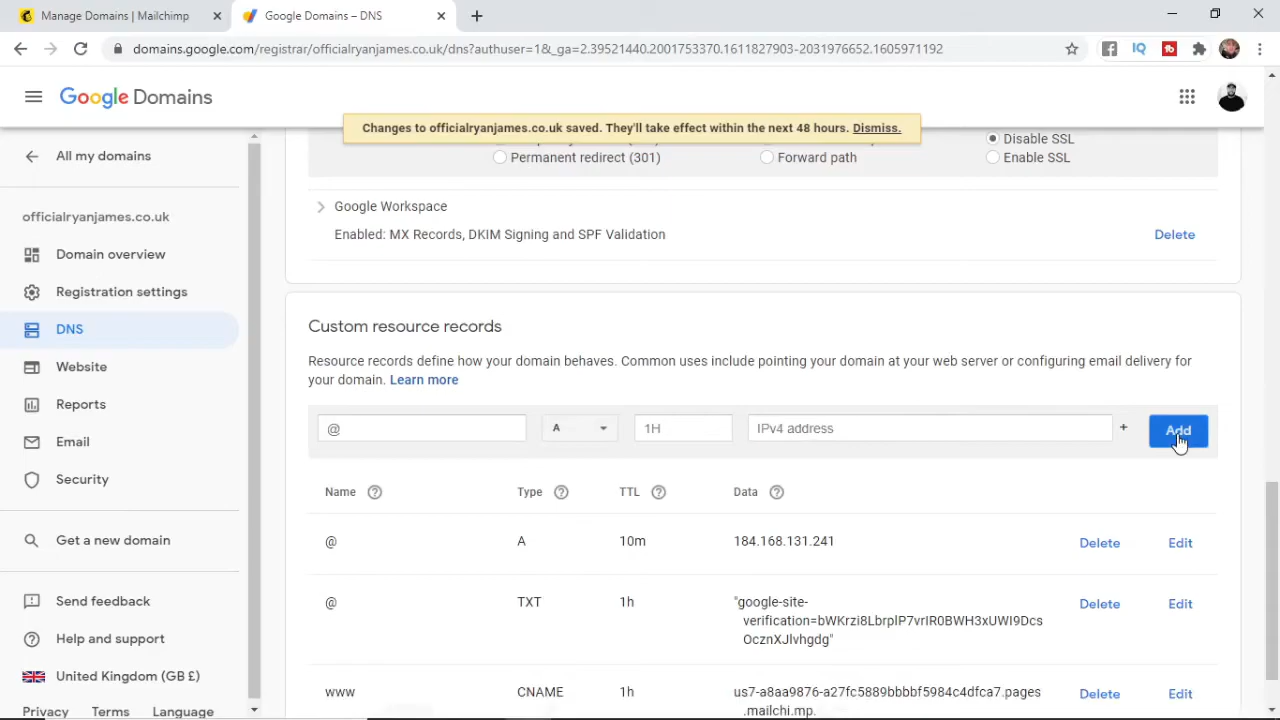 Manage Domains | Mailchimp
Google Domains – DNS
domains.google.com/registrar/officialryanjames.co.uk/dns?authuser=1&_ga=2.39521440.2001753370.1611827903-2031976652.1605971192
IQ
Google Domains
Changes to officialryanjames.co.uk saved. They'll take effect within the next 48 hours. Dismiss.
All my domains
officialryanjames.co.uk
Domain overview
Registration settings
DNS
Website
Reports
Email
Security
Get a new domain
Send feedback
Help and support
United Kingdom (GB £)
Privacy Terms Language
Disable SSL
Permanent redirect (301) Forward path Enable SSL
Google Workspace
Enabled: MX Records, DKIM Signing and SPF Validation Delete
Custom resource records
Resource records define how your domain behaves. Common uses include pointing your domain at your web server or configuring email delivery for
your domain. Learn more
@ A 1H IPv4 address + Add
Name ? Type ? TTL ? Data ?
@ A 10m 184.168.131.241 Delete Edit
@ TXT 1h "google-site- Delete Edit
verification=bWKrzi8LbrplP7vrIR0BWH3xUWI9Dcs
OcznXJlvhgdg"
www CNAME 1h us7-a8aa9876-a27fc5889bbbbf5984c4dfca7.pages Delete Edit
.mailchi.mp.